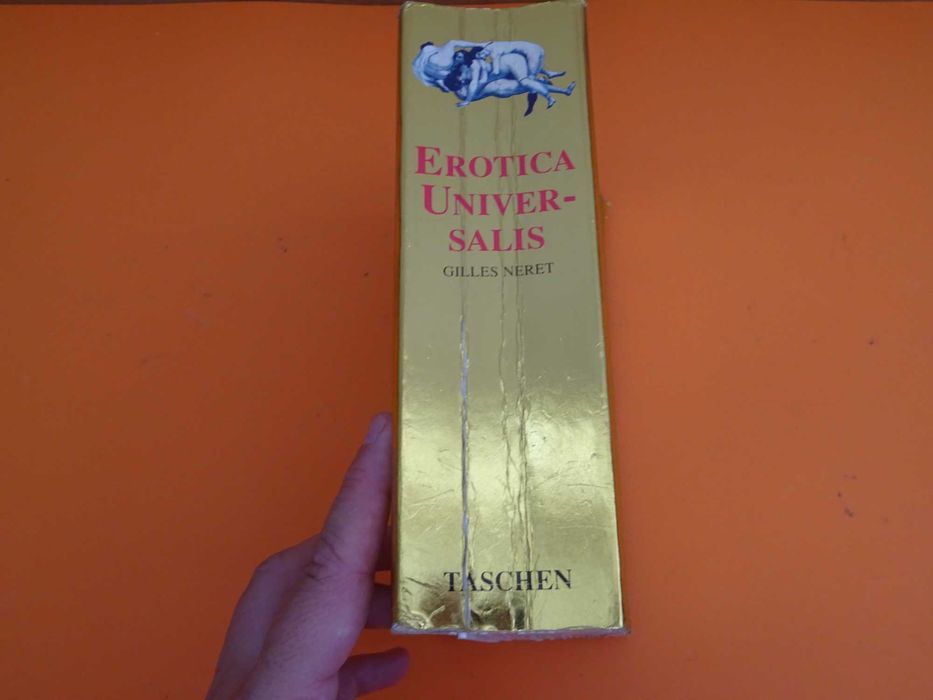 EROTICA
UNIVER-
SALIS
GILLES NERET
TASCHEN